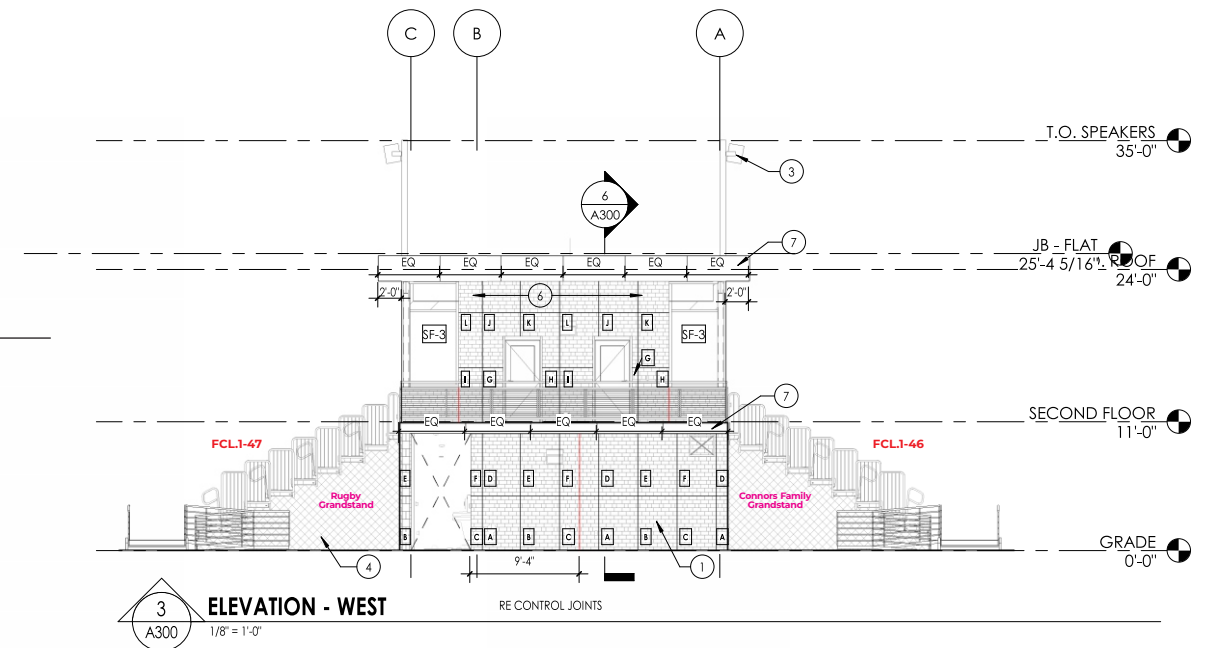 C B A
T.O. SPEAKERS
35'-0"
3
6
A300
7
JB - FLAT
25'-4 5/16"
ROOF
24'-0"
EQ EQ EQ EQ EQ EQ
2'-0" 6 2'-0"
L J K L J K
SF-3 SF-3
G
I G H I H
7
SECOND FLOOR
11'-0"
EQ EQ EQ EQ EQ
FCL.1-47 FCL.1-46
E F D E F D E F D
Rugby
Grandstand
Connors Family
Grandstand
B C A B C A B C A
GRADE
0'-0"
9'-4"
4 1
3
A300
ELEVATION - WEST
1/8" = 1'-0"
RE CONTROL JOINTS